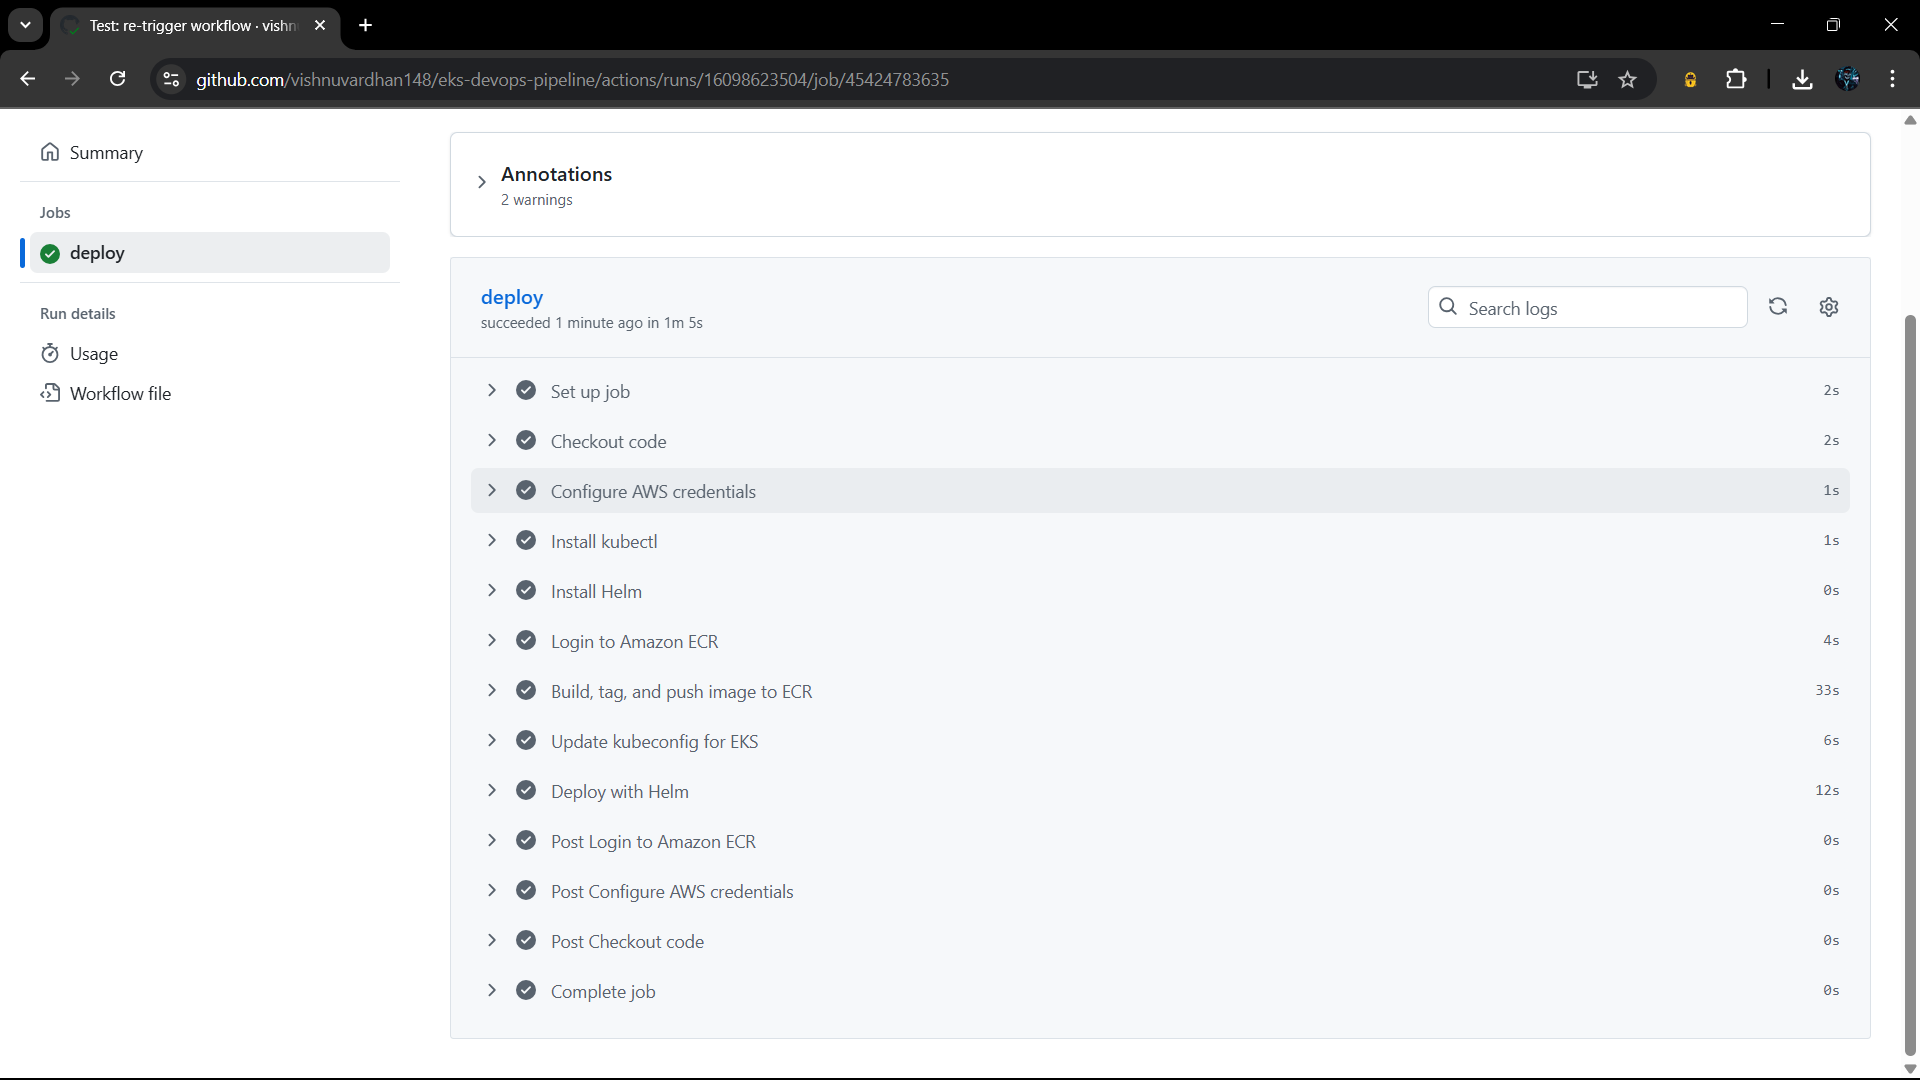 Test: re-trigger workflow · vishn
github.com/vishnuvardhan148/eks-devops-pipeline/actions/runs/16098623504/job/45424783635
Summary
Jobs
deploy
Run details
Usage
Workflow file
Annotations
2 warnings
deploy
succeeded 1 minute ago in 1m 5s
Search logs
Set up job 2s
Checkout code 2s
Configure AWS credentials 1s
Install kubectl 1s
Install Helm 0s
Login to Amazon ECR 4s
Build, tag, and push image to ECR 33s
Update kubeconfig for EKS 6s
Deploy with Helm 12s
Post Login to Amazon ECR 0s
Post Configure AWS credentials 0s
Post Checkout code 0s
Complete job 0s